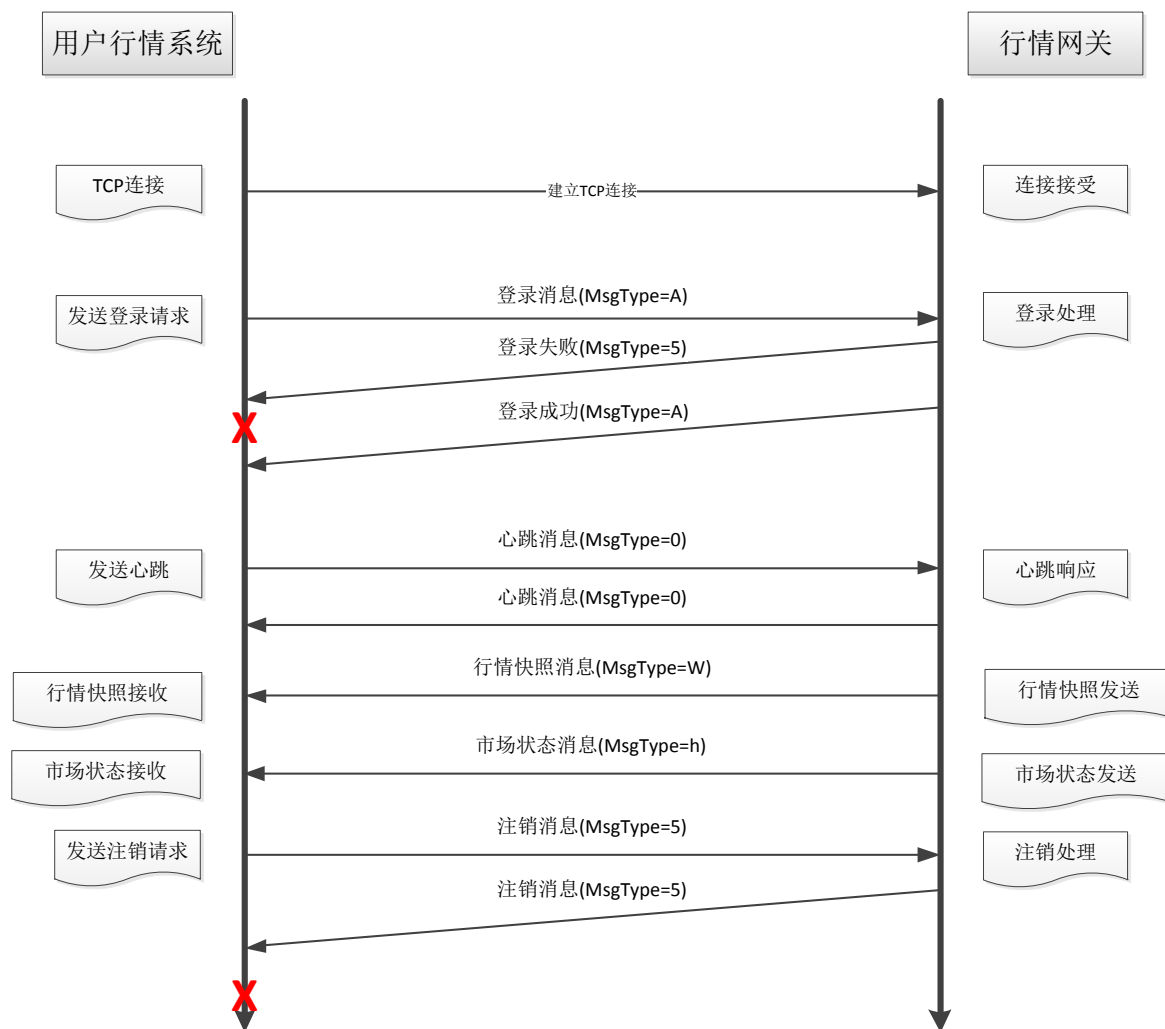 用户行情系统
行情网关
TCP连接
建立TCP连接
连接接受
登录消息(MsgType=A)
发送登录请求
登录处理
登录失败(MsgType=5)
X
登录成功(MsgType=A)
心跳消息(MsgType=0)
发送心跳
心跳响应
心跳消息(MsgType=0)
行情快照消息(MsgType=W)
行情快照接收
行情快照发送
市场状态消息(MsgType=h)
市场状态接收
市场状态发送
注销消息(MsgType=5)
发送注销请求
注销处理
注销消息(MsgType=5)
X